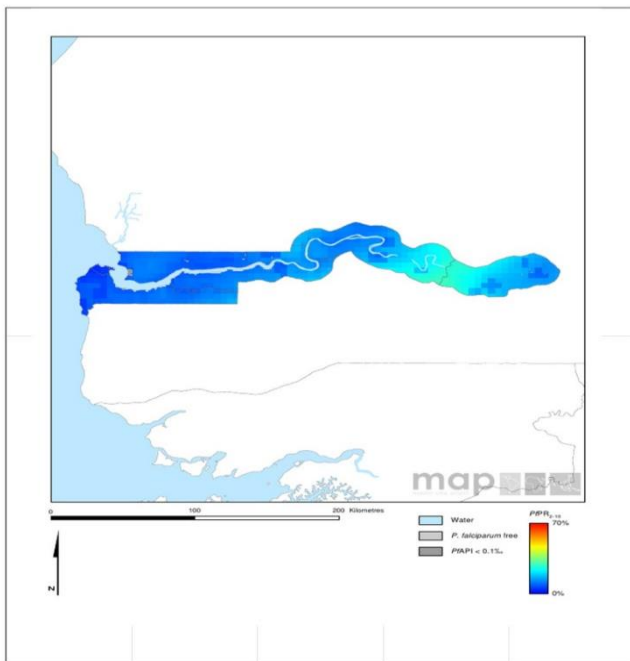 map
0 100 200 Kilometres
Water
P. falciparum free
PfAPI < 0.1‰
PfPR2-10
70%
0%
N